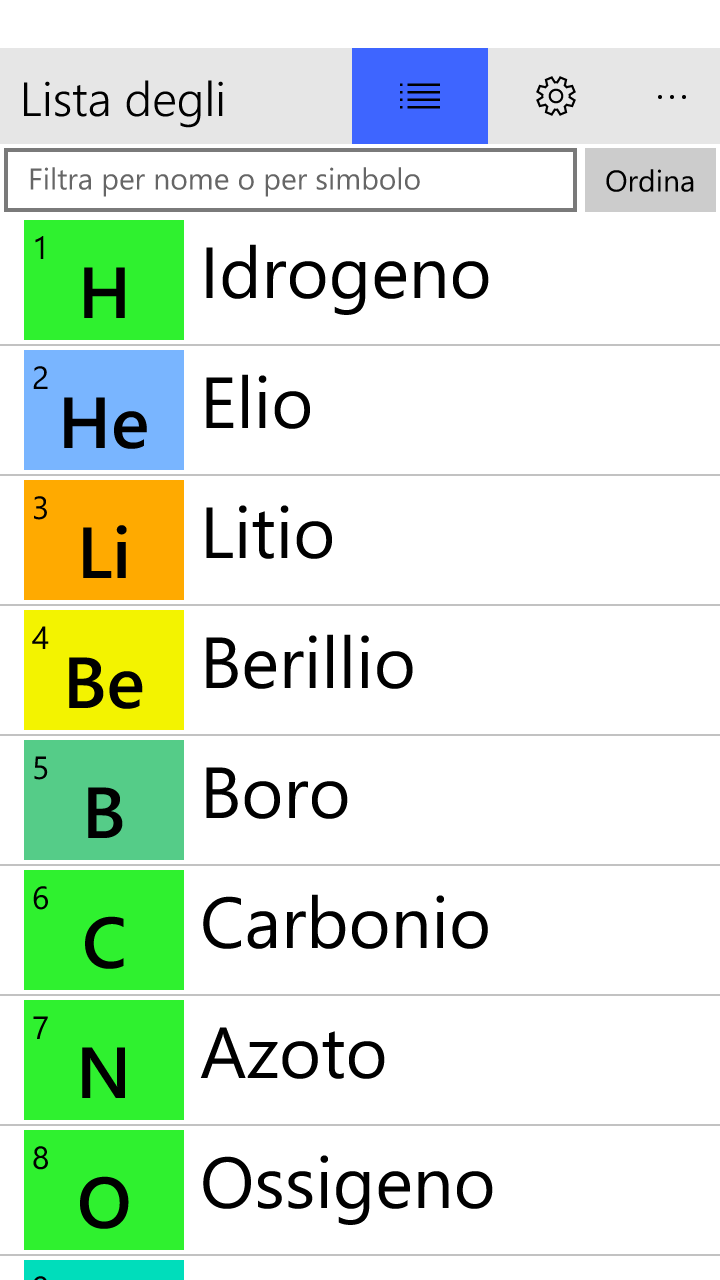 Lista degli
Filtra per nome o per simbolo
Ordina
1
H
Idrogeno
2
He
Elio
3
Li
Litio
4
Be
Berillio
5
B
Boro
6
C
Carbonio
7
N
Azoto
8
O
Ossigeno